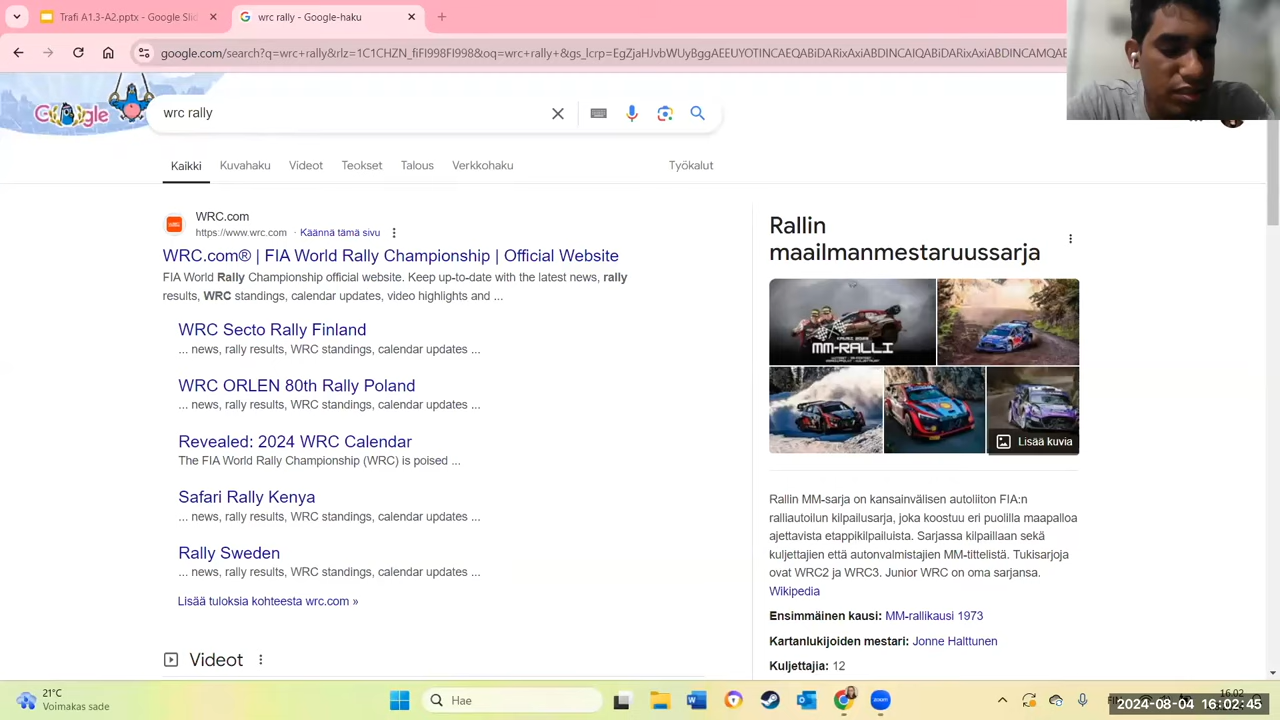 Trafi A1.3-A2.pptx - Google Slid
wrc rally – Google-haku
google.com/search?q=wrc+rally&rlz=1C1CHZN_fiFI998FI998&oq=wrc+rally+&gs_lcrp=EgZjaHJvbWUyBggAEEUYOTINCAEQABiDARixAxiABDINCAIQABiDARixAxiABDINCAMQAB
Google
wrc rally
Kaikki Kuvahaku Videot Teokset Talous Verkkohaku Työkalut
WRC.com
https://www.wrc.com · Käännä tämä sivu
WRC.com® | FIA World Rally Championship | Official Website
FIA World Rally Championship official website. Keep up-to-date with the latest news, rally
results, WRC standings, calendar updates, video highlights and ...
WRC Secto Rally Finland
... news, rally results, WRC standings, calendar updates ...
WRC ORLEN 80th Rally Poland
... news, rally results, WRC standings, calendar updates ...
Revealed: 2024 WRC Calendar
The FIA World Rally Championship (WRC) is poised ...
Safari Rally Kenya
... news, rally results, WRC standings, calendar updates ...
Rally Sweden
... news, rally results, WRC standings, calendar updates ...
Lisää tuloksia kohteesta wrc.com »
Videot
Rallin
maailmanmestaruussarja
MM-RALLI
Lisää kuvia
Rallin MM-sarja on kansainvälisen autoliiton FIA:n
ralliautoilun kilpailusarja, joka koostuu eri puolilla maapalloa
ajettavista etappikilpailuista. Sarjassa kilpaillaan sekä
kuljettajien että autonvalmistajien MM-tittelistä. Tukisarjoja
ovat WRC2 ja WRC3. Junior WRC on oma sarjansa.
Wikipedia
Ensimmäinen kausi: MM-rallikausi 1973
Kartanlukijoiden mestari: Jonne Halttunen
Kuljettajia: 12
21°C
Voimakas sade
Hae
zoom
16.02
2024-08-04 16:02:45